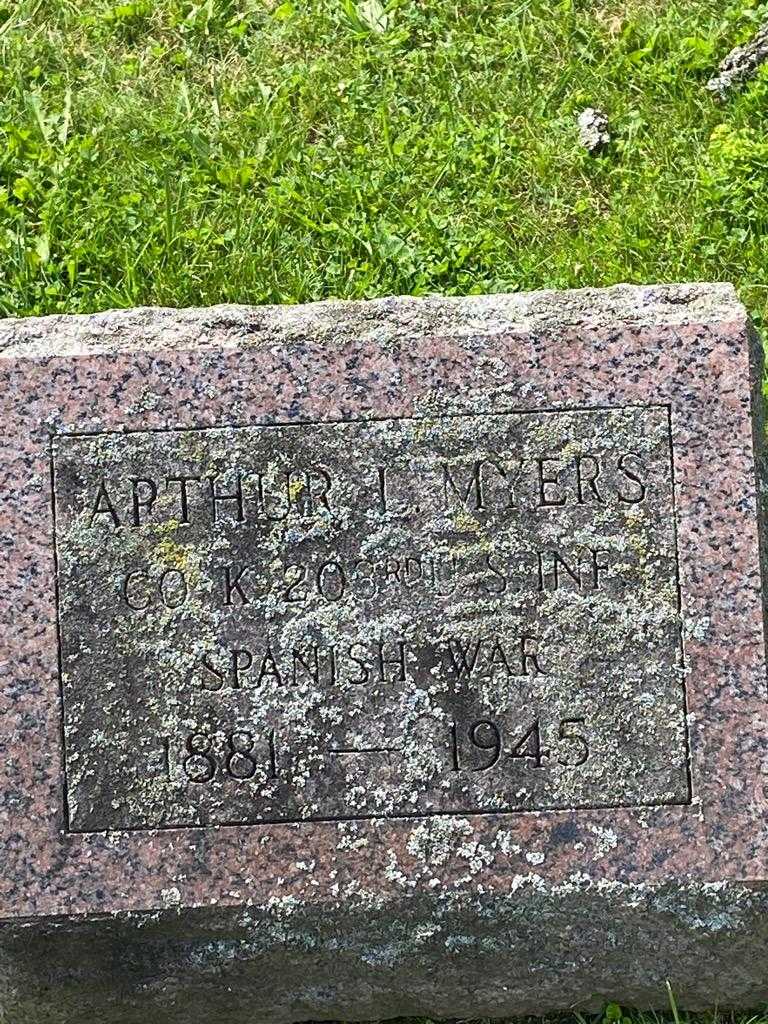 ARTHUR L. MYERS
CO K 203RD U. S. INF.
SPANISH WAR
1881 — 1945